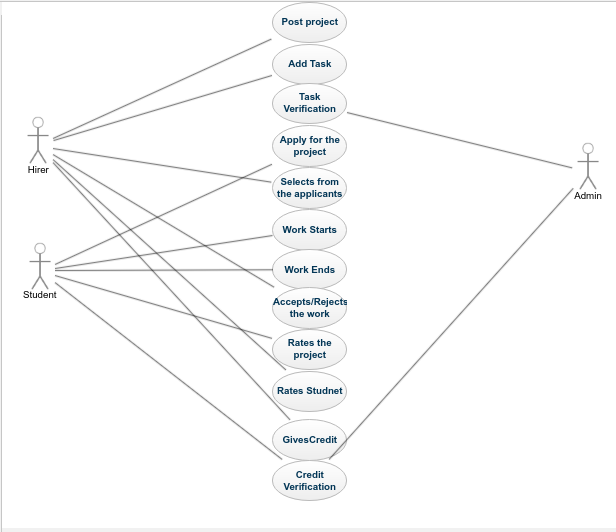 Post project
Add Task
Task
Verification
Apply for the
project
Hirer
Selects from
the applicants
Admin
Work Starts
Work Ends
Student
Accepts/Rejects
the work
Rates the
project
Rates Studnet
GivesCredit
Credit
Verification